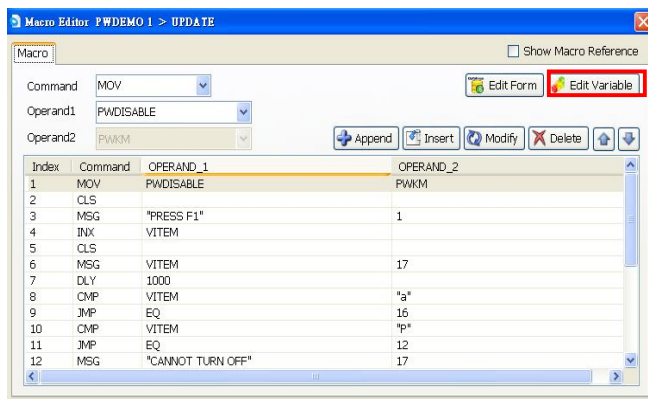 Macro Editor PWDEMO 1 > UPDATE
Macro
Show Macro Reference
Command MOV Edit Form Edit Variable
Operand1 PWDISABLE
Operand2 PWKM Append Insert Modify Delete
Index Command OPERAND_1 OPERAND_2
1 MOV PWDISABLE PWKM
2 CLS
3 MSG "PRESS F1" 1
4 INX VITEM
5 CLS
6 MSG VITEM 17
7 DLY 1000
8 CMP VITEM "a"
9 JMP EQ 16
10 CMP VITEM "P"
11 JMP EQ 12
12 MSG "CANNOT TURN OFF" 17